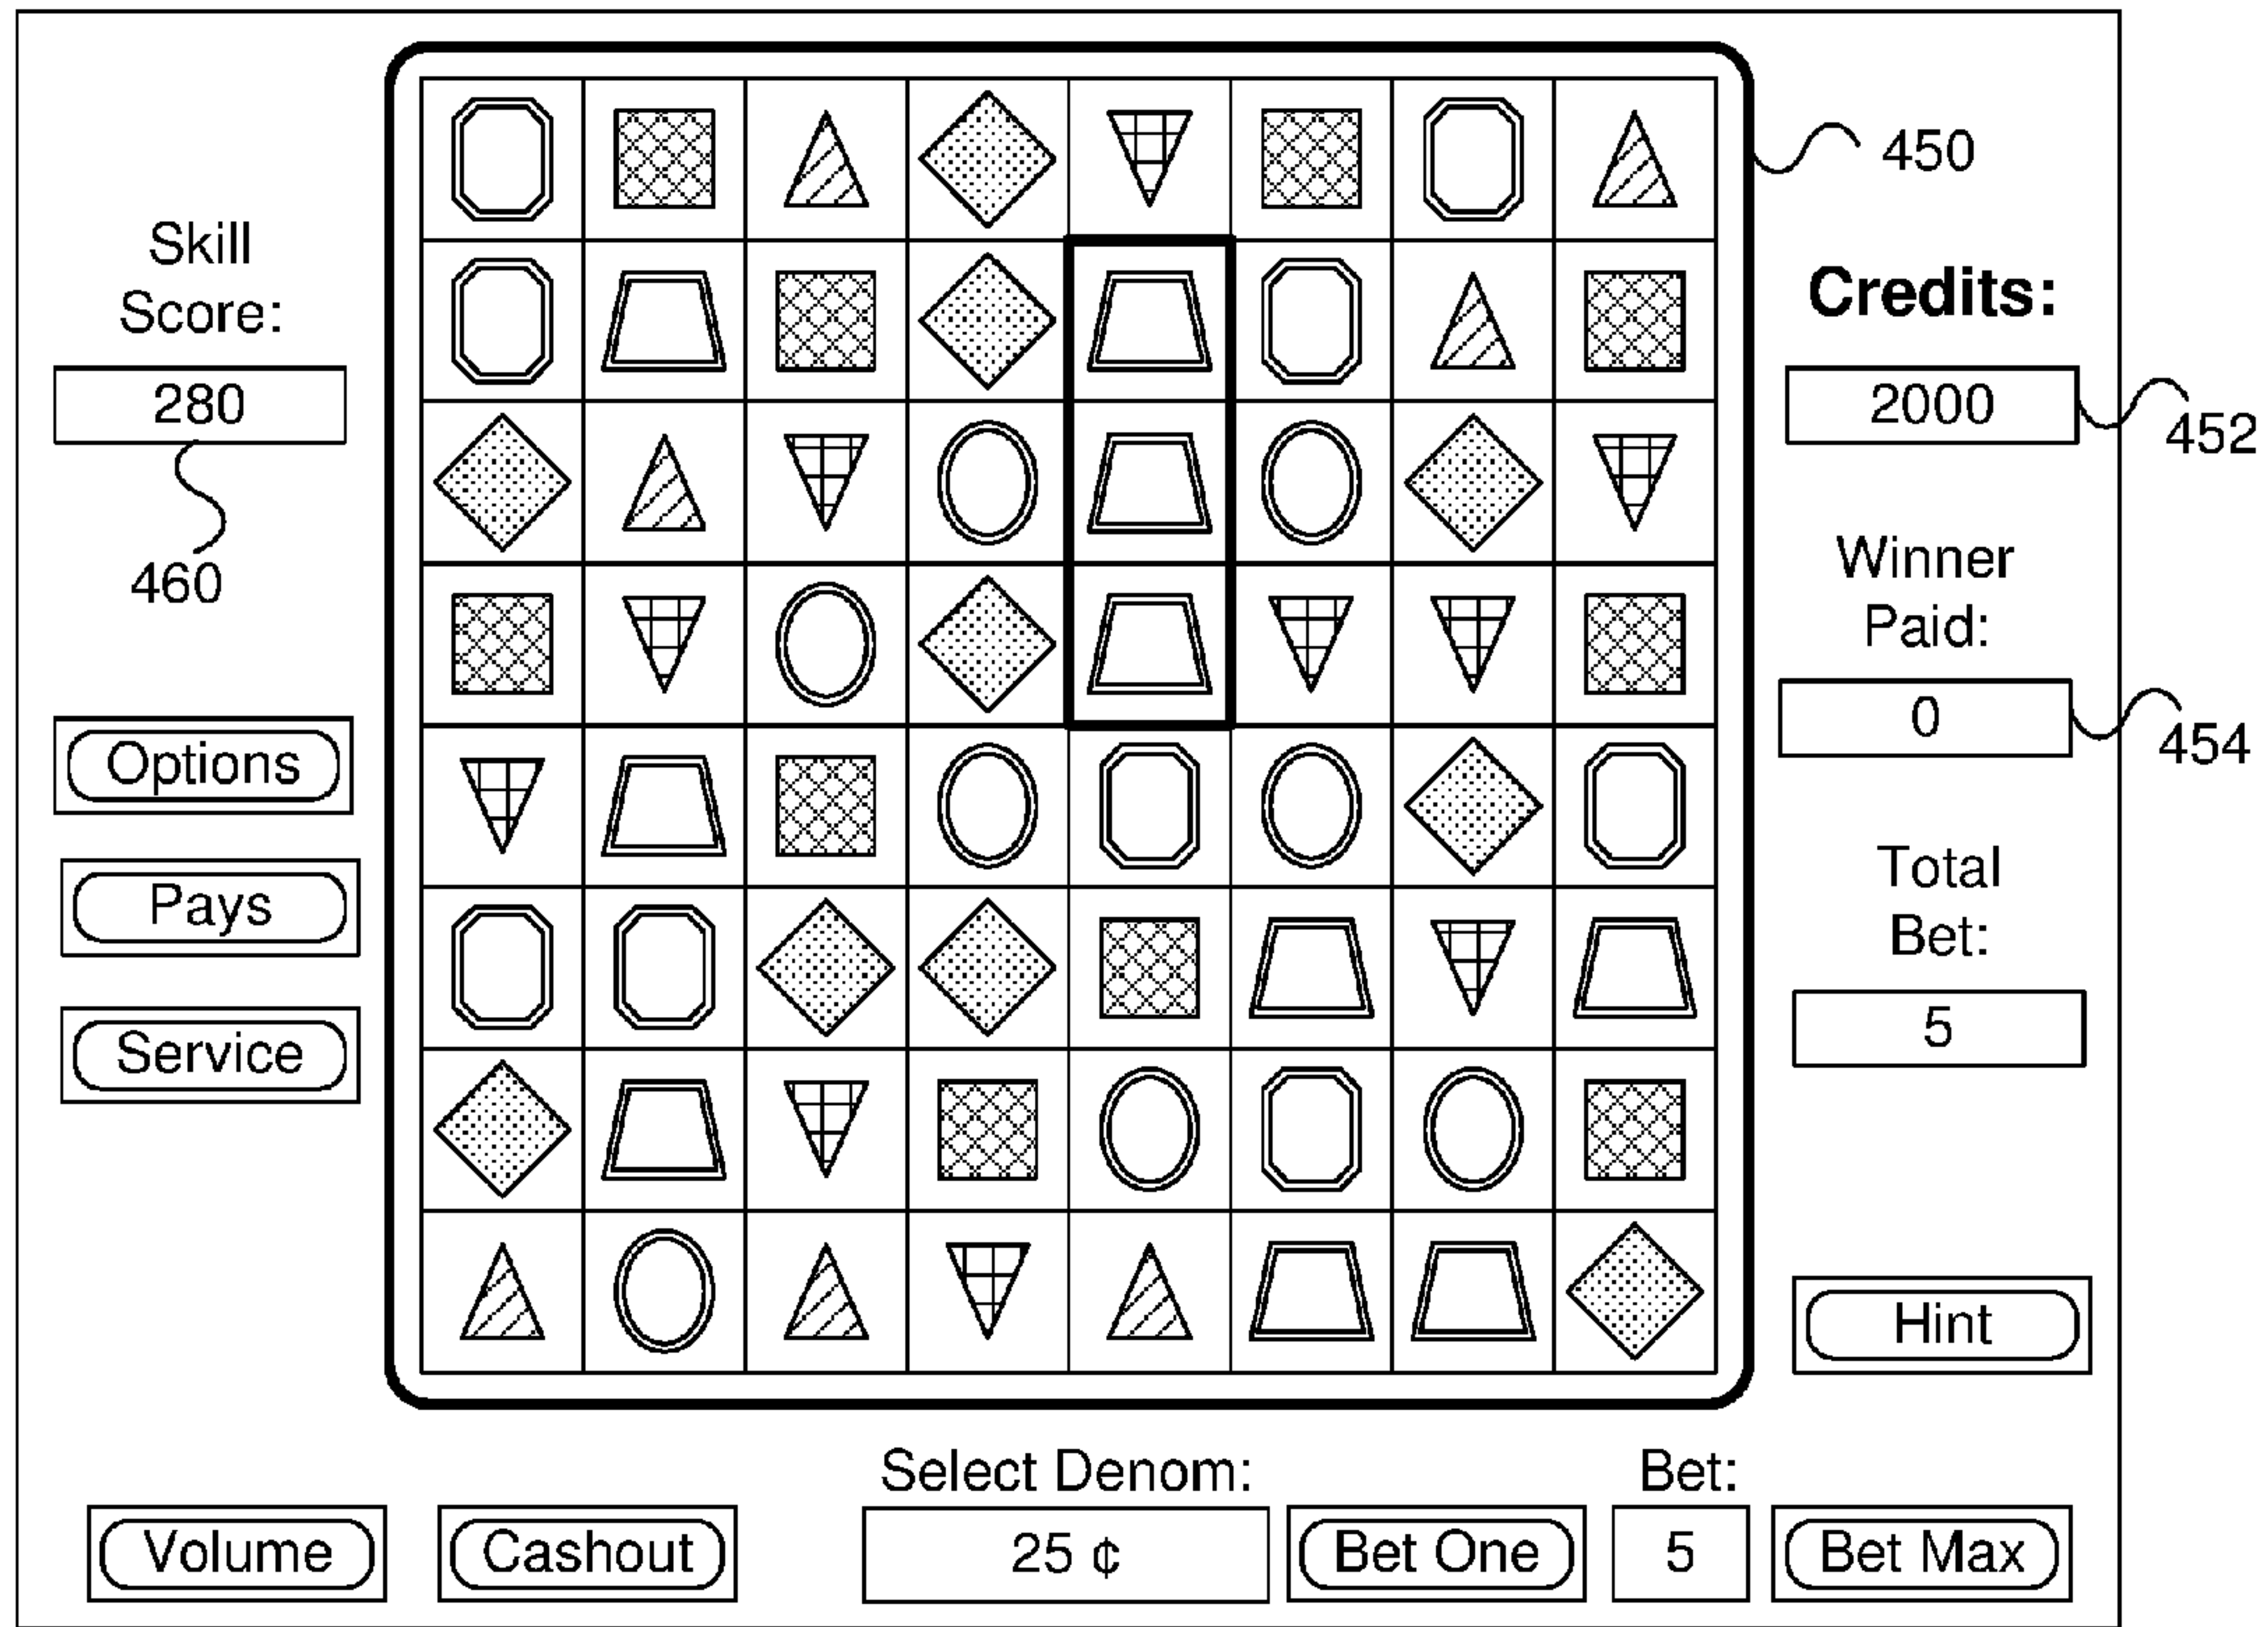 450
Skill
Score:
280
460
Credits:
2000
452
Winner
Paid:
0
454
Options
Pays
Service
Total
Bet:
5
Hint
Select Denom:
Bet:
Volume
Cashout
25 ¢
Bet One
5
Bet Max